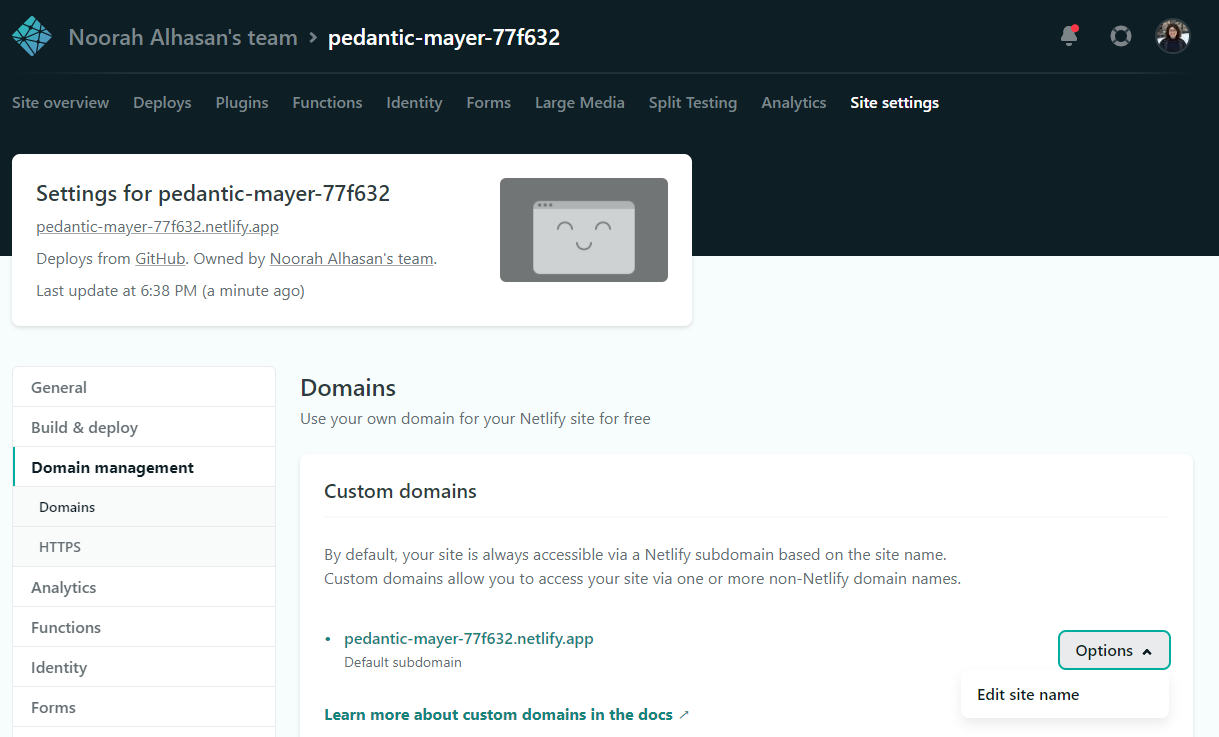 Noorah Alhasan's team > pedantic-mayer-77f632
Site overview Deploys Plugins Functions Identity Forms Large Media Split Testing Analytics Site settings
Settings for pedantic-mayer-77f632
pedantic-mayer-77f632.netlify.app
Deploys from GitHub. Owned by Noorah Alhasan's team.
Last update at 6:38 PM (a minute ago)
General
Build & deploy
Domain management
Domains
HTTPS
Analytics
Functions
Identity
Forms
Domains
Use your own domain for your Netlify site for free
Custom domains
By default, your site is always accessible via a Netlify subdomain based on the site name.
Custom domains allow you to access your site via one or more non-Netlify domain names.
• pedantic-mayer-77f632.netlify.app
Default subdomain
Options
Edit site name
Learn more about custom domains in the docs ↗